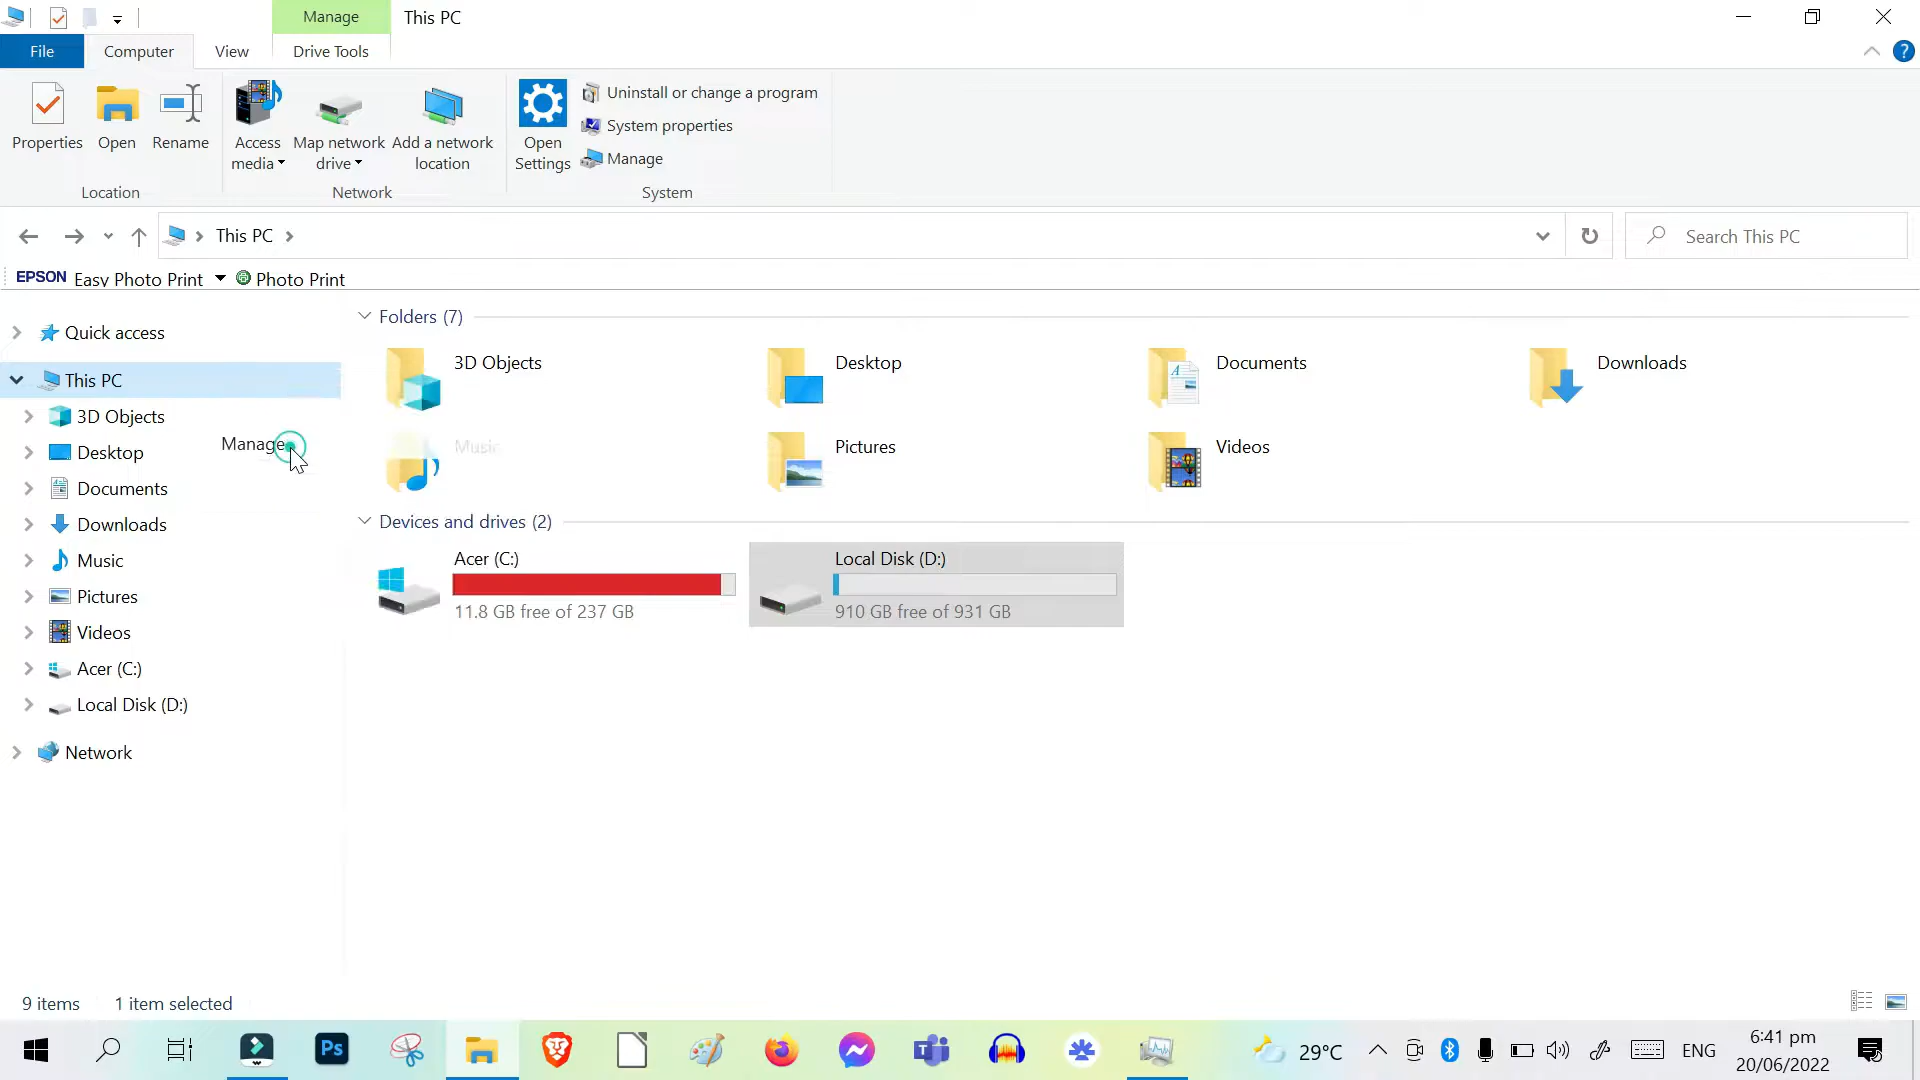 Manage
This PC
File
Computer
View
Drive Tools
Properties
Open
Rename
Access media
Map network drive
Add a network location
Open Settings
Uninstall or change a program
System properties
Manage
Location
Network
System
This PC
Search This PC
EPSON Easy Photo Print
Photo Print
Quick access
This PC
3D Objects
Desktop
Documents
Downloads
Music
Pictures
Videos
Acer (C:)
Local Disk (D:)
Network
Manage
Folders (7)
3D Objects
Desktop
Documents
Downloads
Music
Pictures
Videos
Devices and drives (2)
Acer (C:)
11.8 GB free of 237 GB
Local Disk (D:)
910 GB free of 931 GB
9 items
1 item selected
Ps
29°C
ENG
6:41 pm
20/06/2022